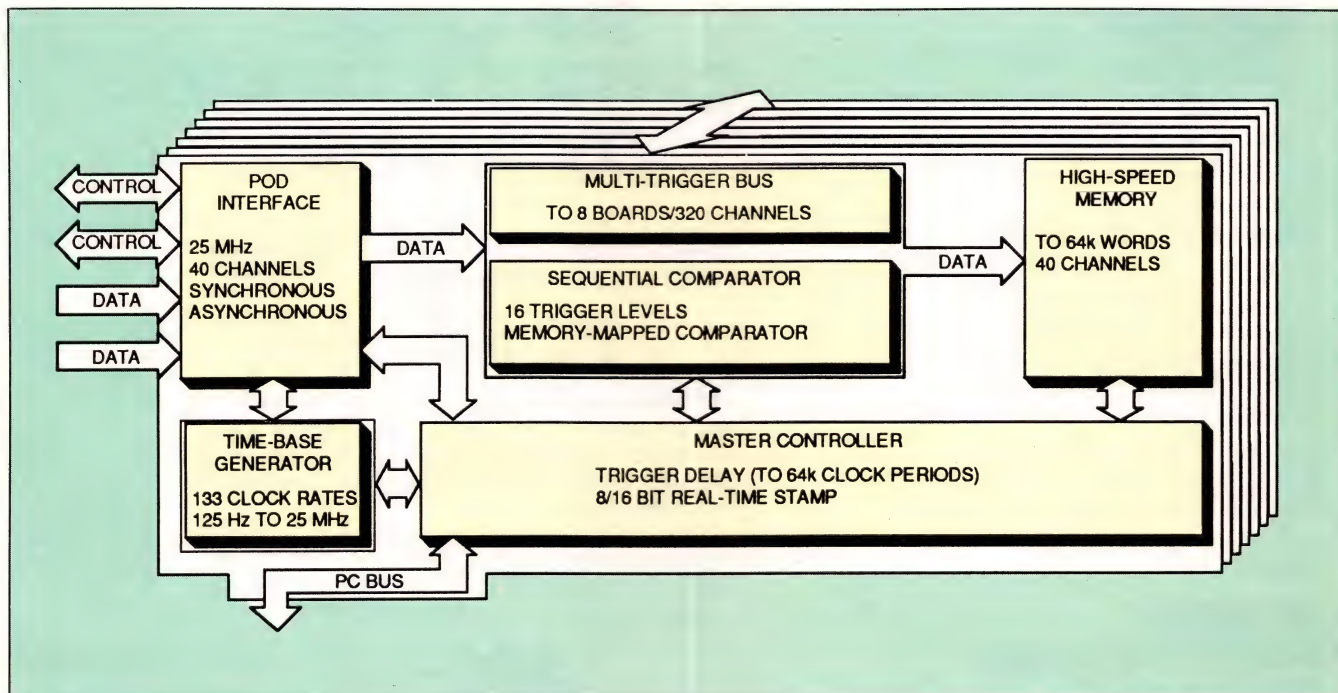 CONTROL
CONTROL
DATA
DATA
POD
INTERFACE
25 MHz
40 CHANNELS
SYNCHRONOUS
ASYNCHRONOUS
DATA
MULTI-TRIGGER BUS
TO 8 BOARDS/320 CHANNELS
SEQUENTIAL COMPARATOR
16 TRIGGER LEVELS
MEMORY-MAPPED COMPARATOR
DATA
HIGH-SPEED
MEMORY
TO 64k WORDS
40 CHANNELS
TIME-BASE
GENERATOR
133 CLOCK RATES
125 Hz TO 25 MHz
MASTER CONTROLLER
TRIGGER DELAY (TO 64k CLOCK PERIODS)
8/16 BIT REAL-TIME STAMP
PC BUS